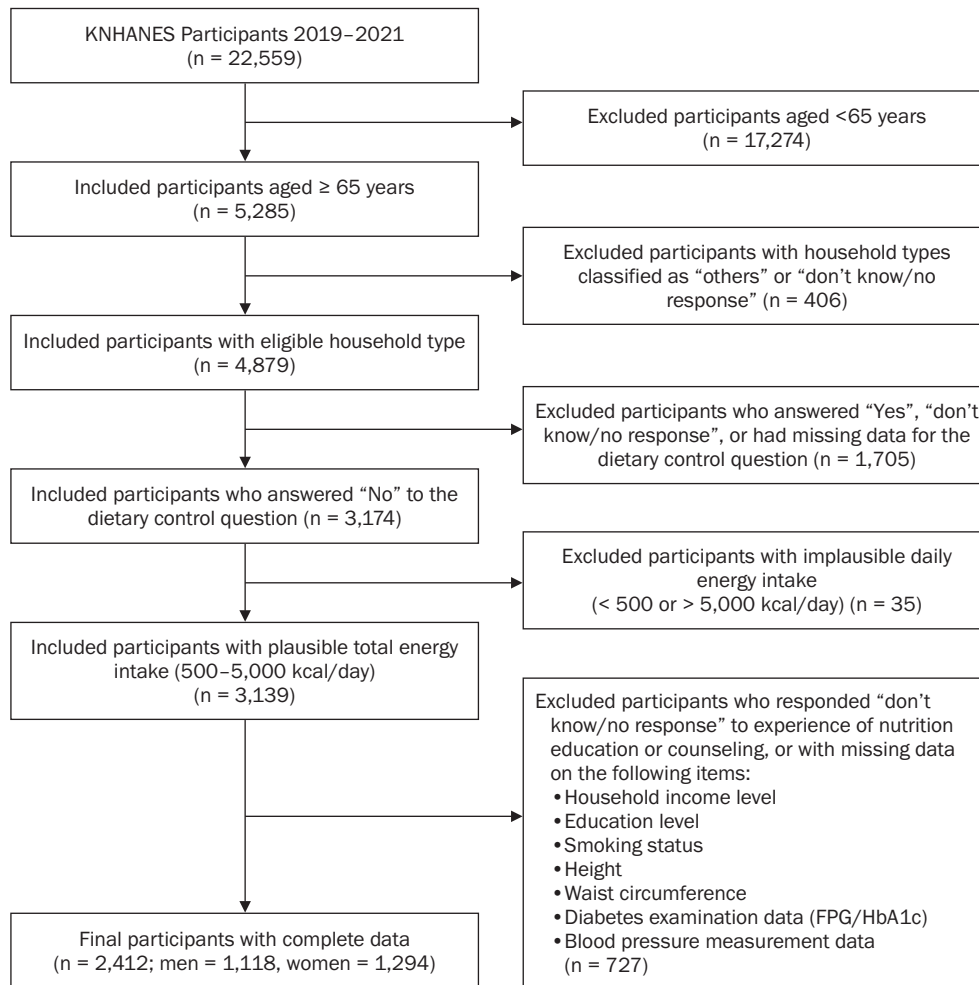 KNHANES Participants 2019–2021
(n = 22,559)
Excluded participants aged <65 years
(n = 17,274)
Included participants aged ≥ 65 years
(n = 5,285)
Excluded participants with household types
classified as “others” or “don’t know/no
response” (n = 406)
Included participants with eligible household type
(n = 4,879)
Excluded participants who answered “Yes”, “don’t
know/no response”, or had missing data for the
dietary control question (n = 1,705)
Included participants who answered “No” to the
dietary control question (n = 3,174)
Excluded participants with implausible daily
energy intake
(< 500 or > 5,000 kcal/day) (n = 35)
Included participants with plausible total energy
intake (500–5,000 kcal/day)
(n = 3,139)
Excluded participants who responded “don’t
know/no response” to experience of nutrition
education or counseling, or with missing data
on the following items:
•Household income level
•Education level
•Smoking status
•Height
•Waist circumference
•Diabetes examination data (FPG/HbA1c)
•Blood pressure measurement data
(n = 727)
Final participants with complete data
(n = 2,412; men = 1,118, women = 1,294)